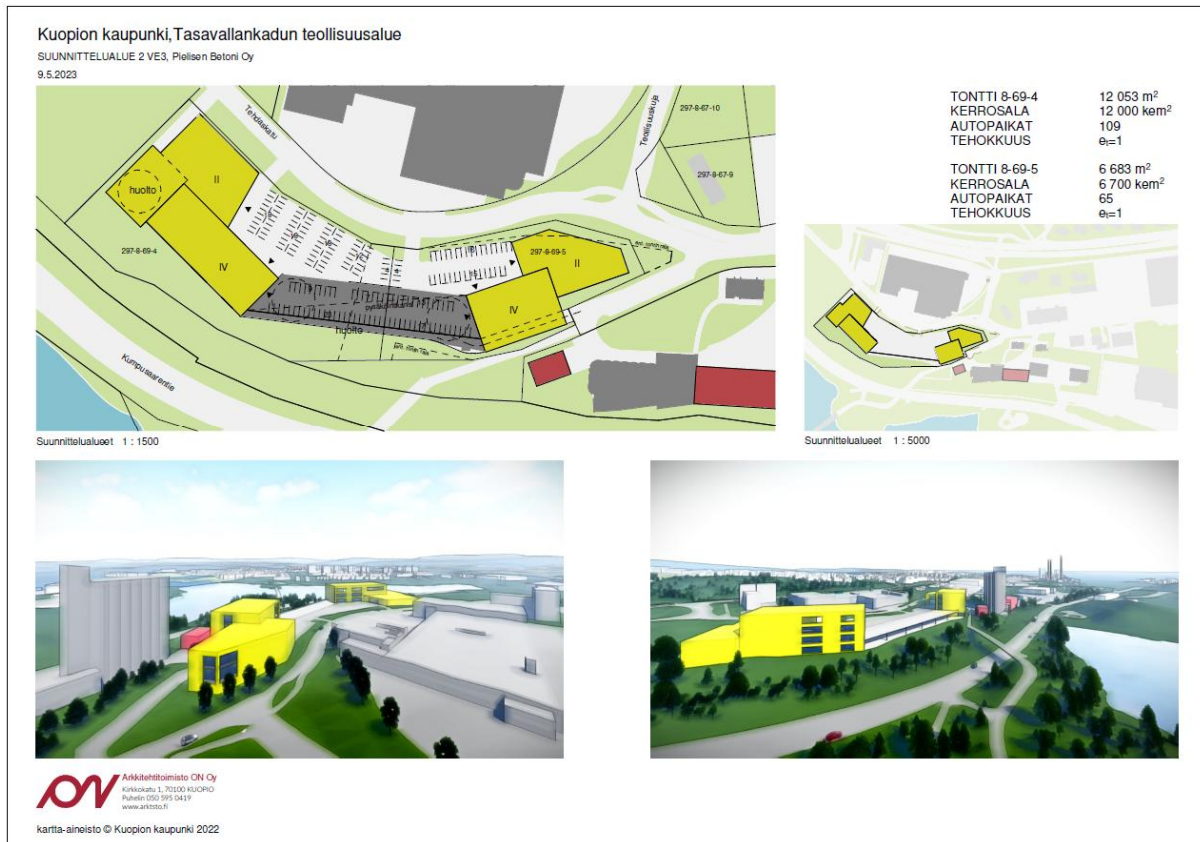 Kuopion kaupunki, Tasavallankadun teollisuusalue
SUUNNITTELUALUE 2 VE3, Pielisen Betoni Oy
9.5.2023
TONTTI 8-69-4 12 053 m²
KERROSALA 12 000 kem²
AUTOPAIKAT 109
TEHOKKUUS eₜ=1
TONTTI 8-69-5 6 683 m²
KERROSALA 6 700 kem²
AUTOPAIKAT 65
TEHOKKUUS eₜ=1
Tehdaskatu
Teollisuuskuja
297-8-67-10
297-8-67-9
huolto
II
297-8-69-4
IV
297-8-69-5
II
IV
huolto
Kumpusaarentie
Suunnittelualueet 1 : 1500
Suunnittelualueet 1 : 5000
ON
Arkkitehtitoimisto ON Oy
Kirkkokatu 1, 70100 KUOPIO
Puhelin 050 595 0419
www.arktsto.fi
kartta-aineisto © Kuopion kaupunki 2022